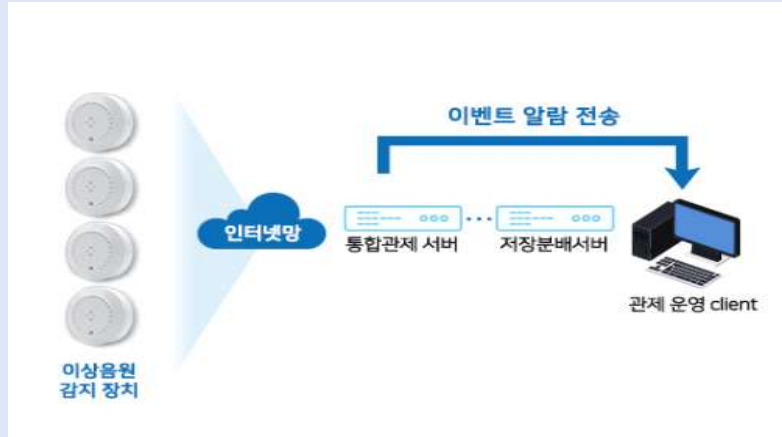 이벤트 알람 전송
인터넷망
통합관제 서버
저장분배서버
관제 운영 client
이상음원
감지 장치